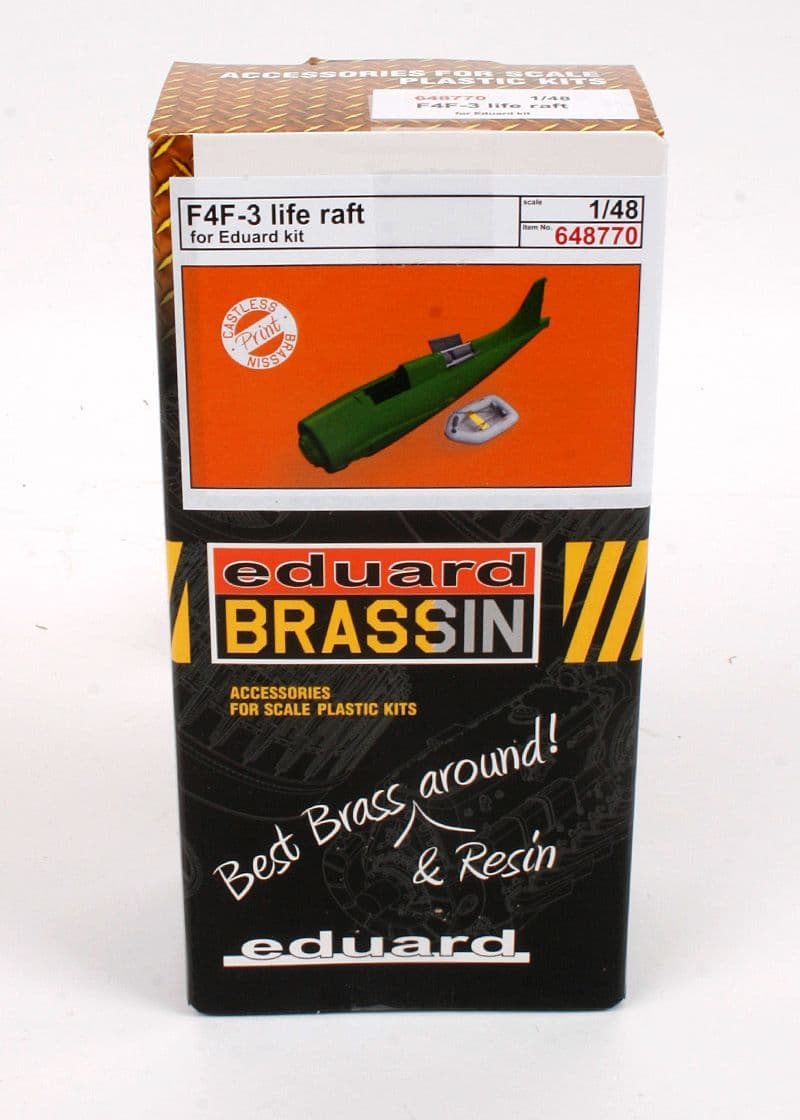 ACCESSORIES FOR SCALE
PLASTIC KITS
648770 1/48
F4F-3 life raft
for Eduard kit
F4F-3 life raft
for Eduard kit
scale
1/48
Item No.
648770
CASTLESS
Print
BRASSIN
eduard
BRASSIN
ACCESSORIES
FOR SCALE PLASTIC KITS
Best Brass around!
& Resin
eduard